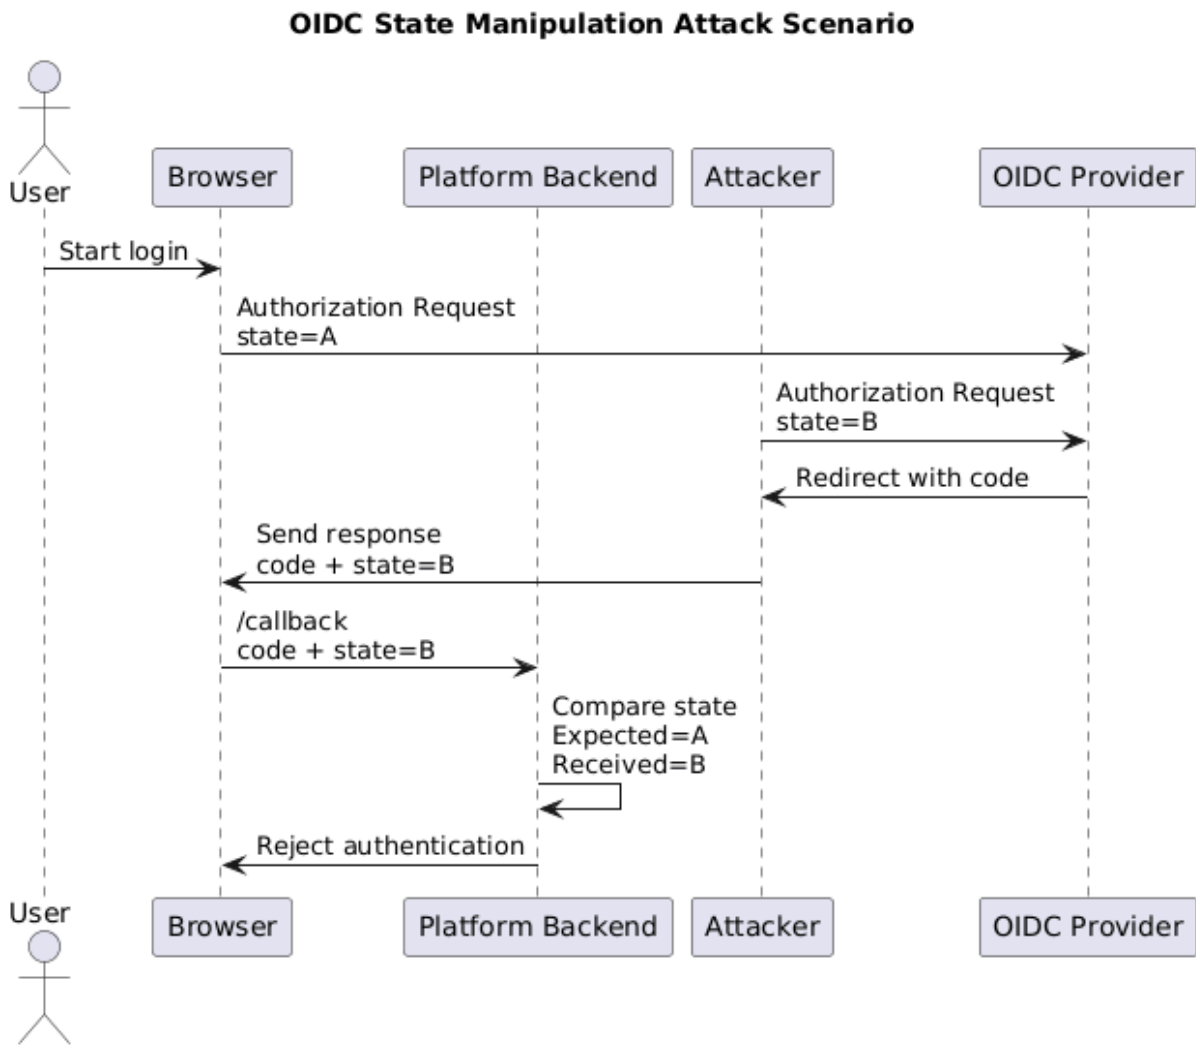 OIDC State Manipulation Attack Scenario
User
Browser
Platform Backend
Attacker
OIDC Provider
Start login
Authorization Request
state=A
Authorization Request
state=B
Redirect with code
Send response
code + state=B
/callback
code + state=B
Compare state
Expected=A
Received=B
Reject authentication
User
Browser
Platform Backend
Attacker
OIDC Provider